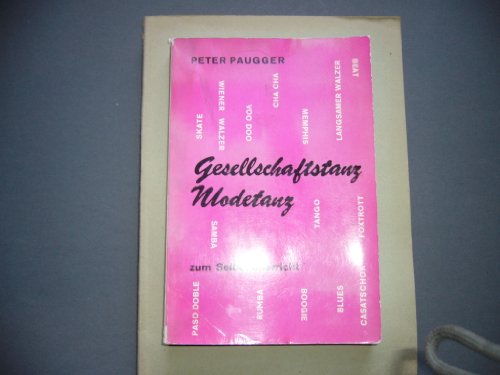 PETER PAUGGER
SKATE
WIENER WALZER
VOO DOO
CHA CHA
MEMPHIS
LANGSAMER WALZER
BEAT
Gesellschaftstanz
Modetanz
SAMBA
TANGO
FOXTROTT
zum
PASO DOBLE
RUMBA
BOOGIE
BLUES
CASATSCHOK